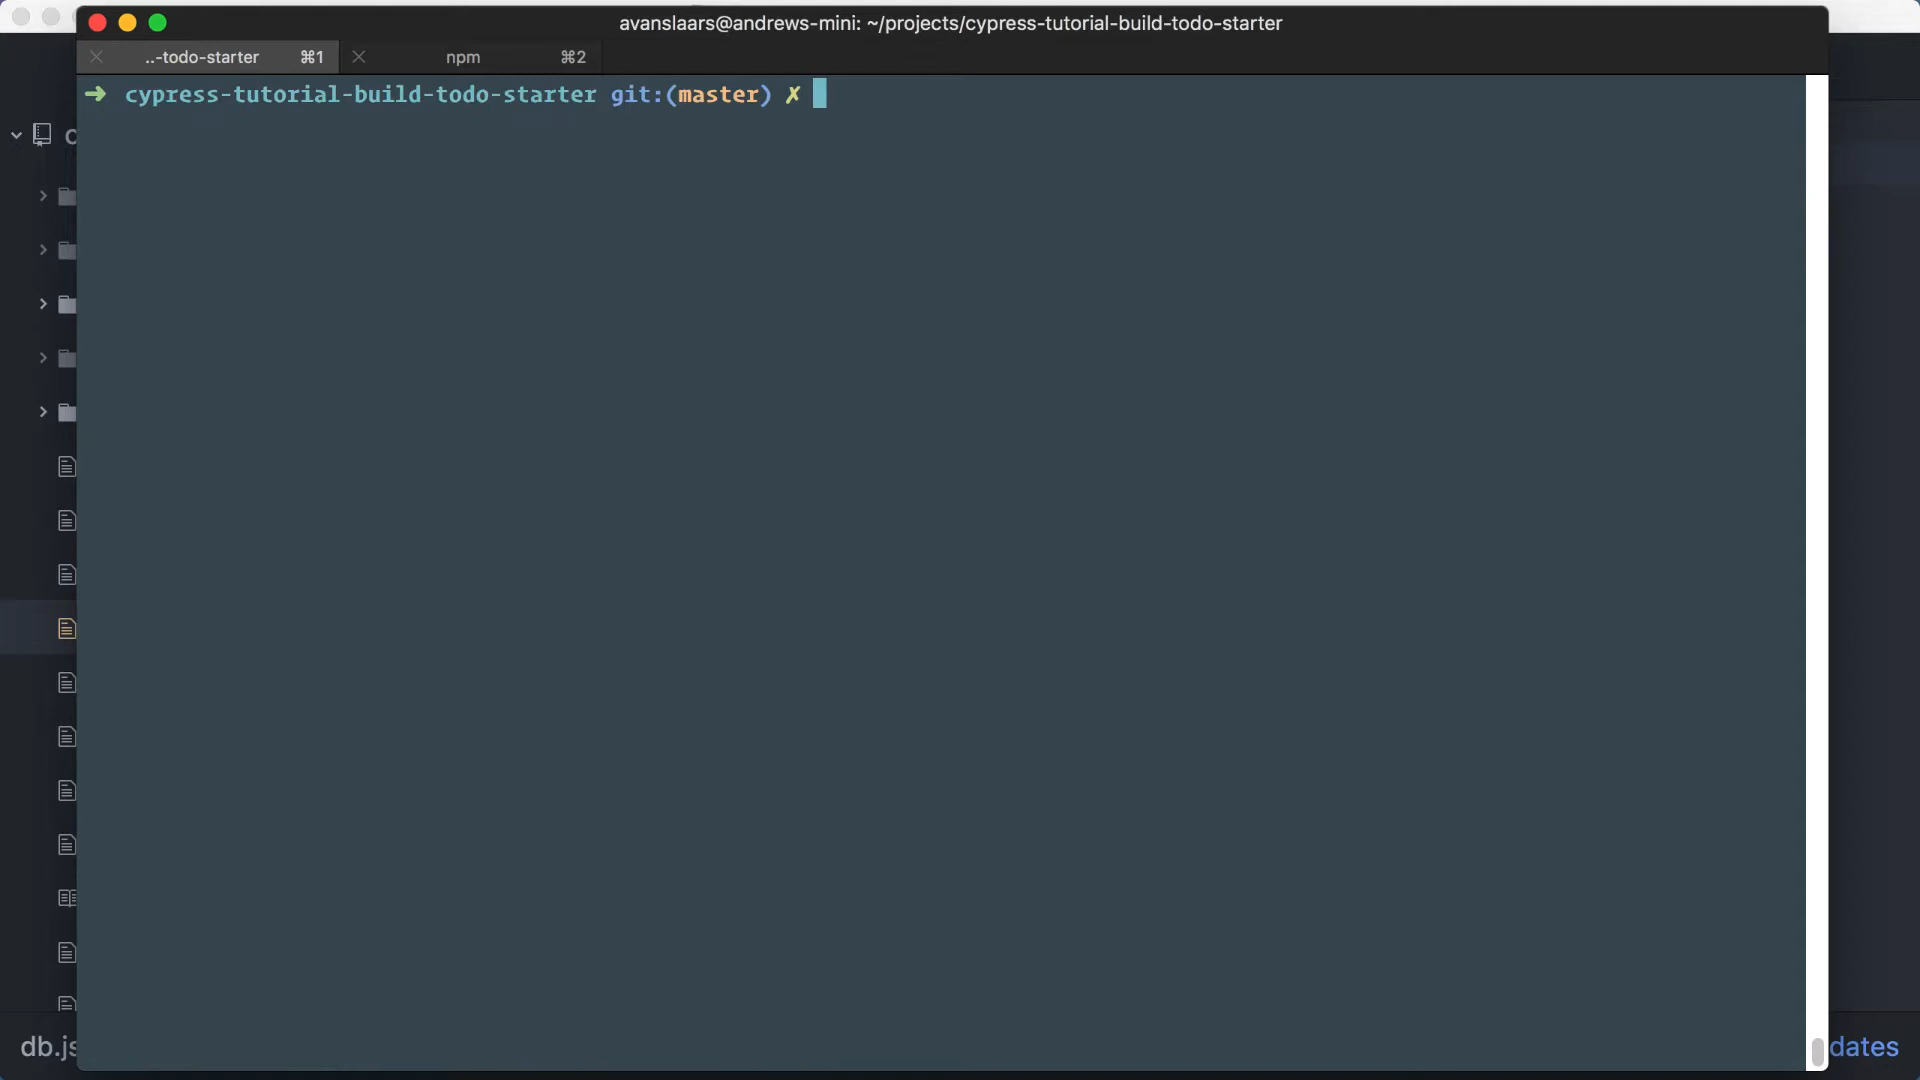 avanslaars@andrews-mini: ~/projects/cypress-tutorial-build-todo-starter
..-todo-starter ⌘1 npm ⌘2
➜ cypress-tutorial-build-todo-starter git:(master) ✗
db.js
dates